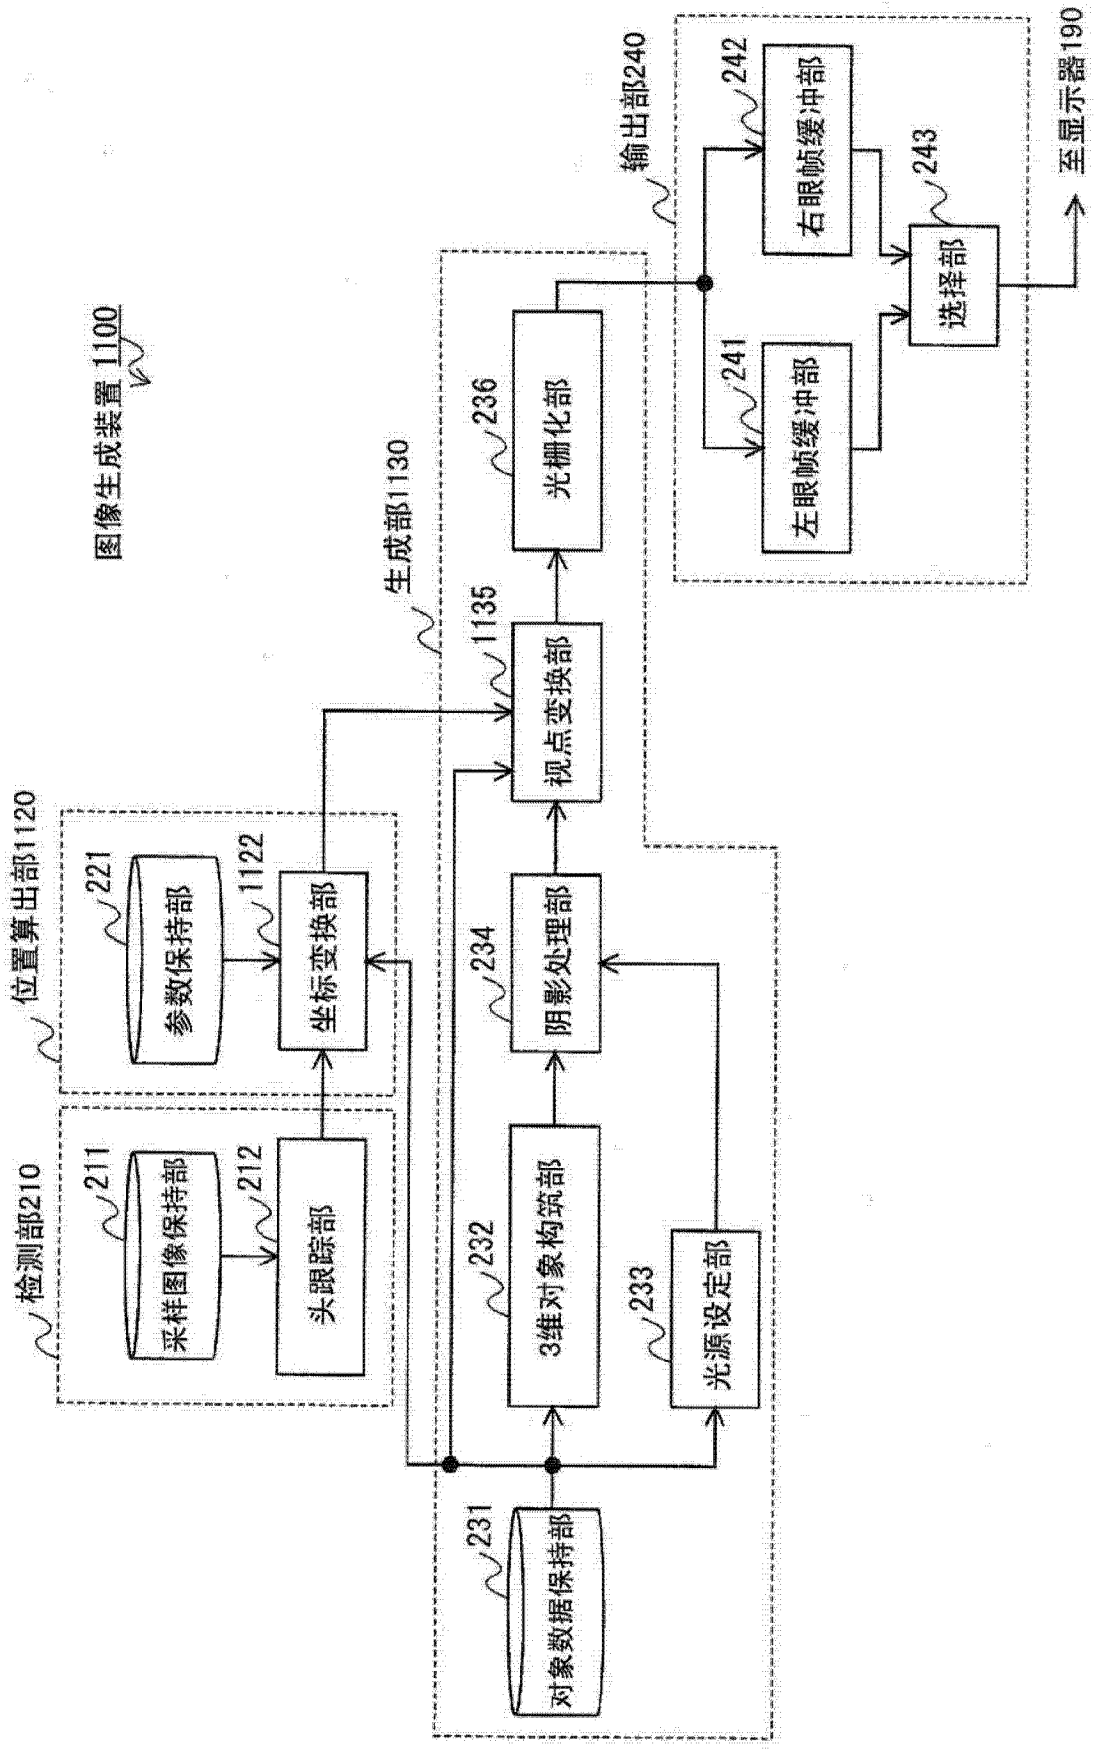 图像生成装置 1100
检测部210
211
采样图像保持部
212
头跟踪部
位置算出部1120
221
参数保持部
1122
坐标变换部
生成部1130
231
对象数据保持部
232
3维对象构筑部
233
光源设定部
234
阴影处理部
1135
视点变换部
236
光栅化部
输出部240
241
左眼帧缓冲部
242
右眼帧缓冲部
243
选择部
至显示器190